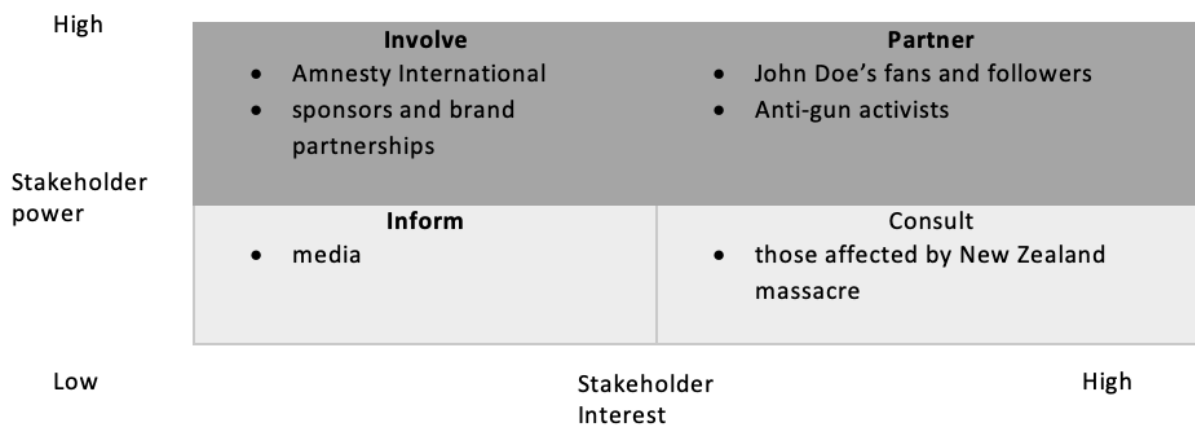 High
Involve
• Amnesty International
• sponsors and brand
partnerships
Partner
• John Doe’s fans and followers
• Anti-gun activists
Stakeholder
power
Inform
• media
Consult
• those affected by New Zealand
massacre
Low
Stakeholder
Interest
High